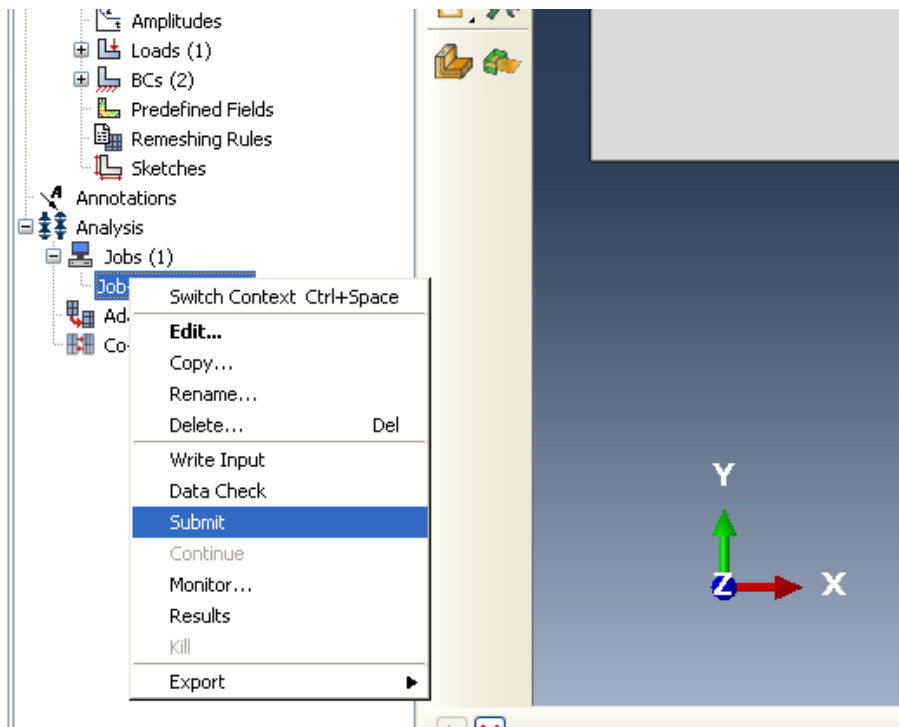 Amplitudes
Loads (1)
BCs (2)
Predefined Fields
Remeshing Rules
Sketches
A Annotations
Analysis
Jobs (1)
Job-
Switch Context Ctrl+Space
Edit...
Copy...
Rename...
Delete... Del
Write Input
Data Check
Submit
Continue
Monitor...
Results
Kill
Export
Y
Z X